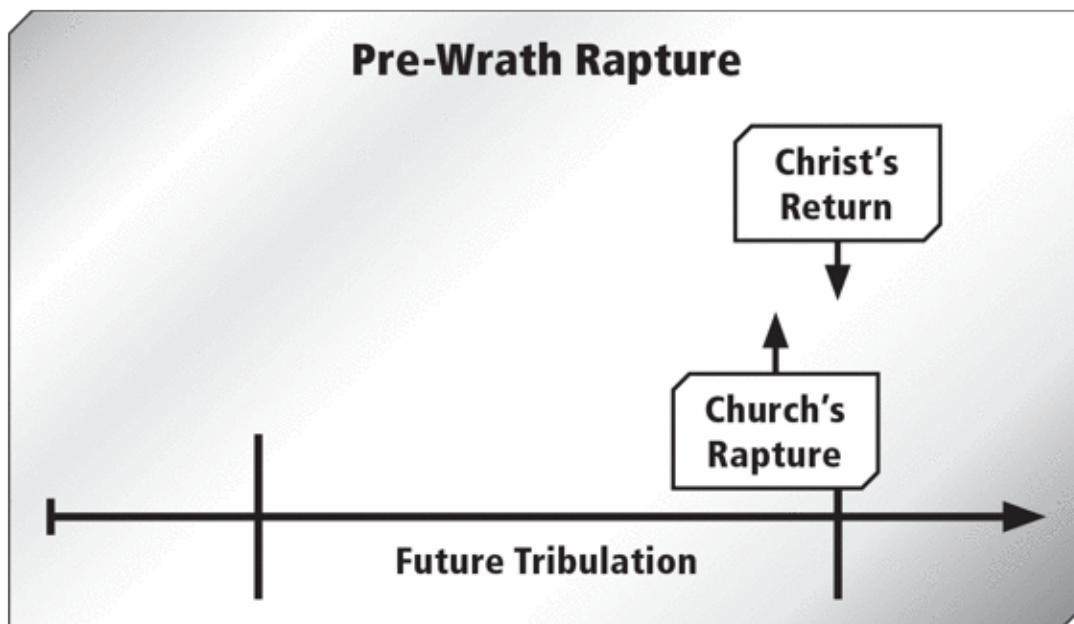 Pre-Wrath Rapture
Christ's
Return
Church's
Rapture
Future Tribulation